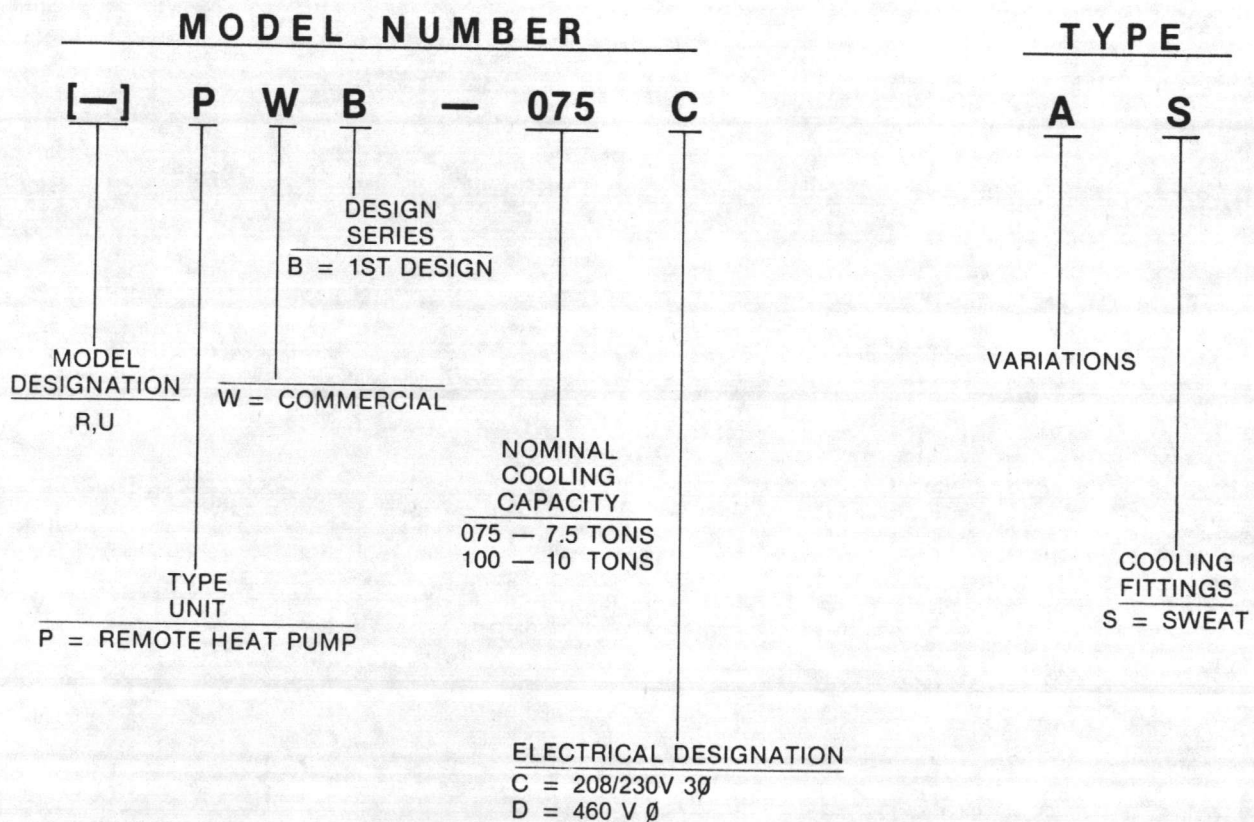 MODEL NUMBER
TYPE
[—] P W B — 075 C
A S
DESIGN
SERIES
B = 1ST DESIGN
MODEL
DESIGNATION
R,U
W = COMMERCIAL
VARIATIONS
NOMINAL
COOLING
CAPACITY
075 — 7.5 TONS
100 — 10 TONS
TYPE
UNIT
P = REMOTE HEAT PUMP
COOLING
FITTINGS
S = SWEAT
ELECTRICAL DESIGNATION
C = 208/230V 3Ø
D = 460 V Ø